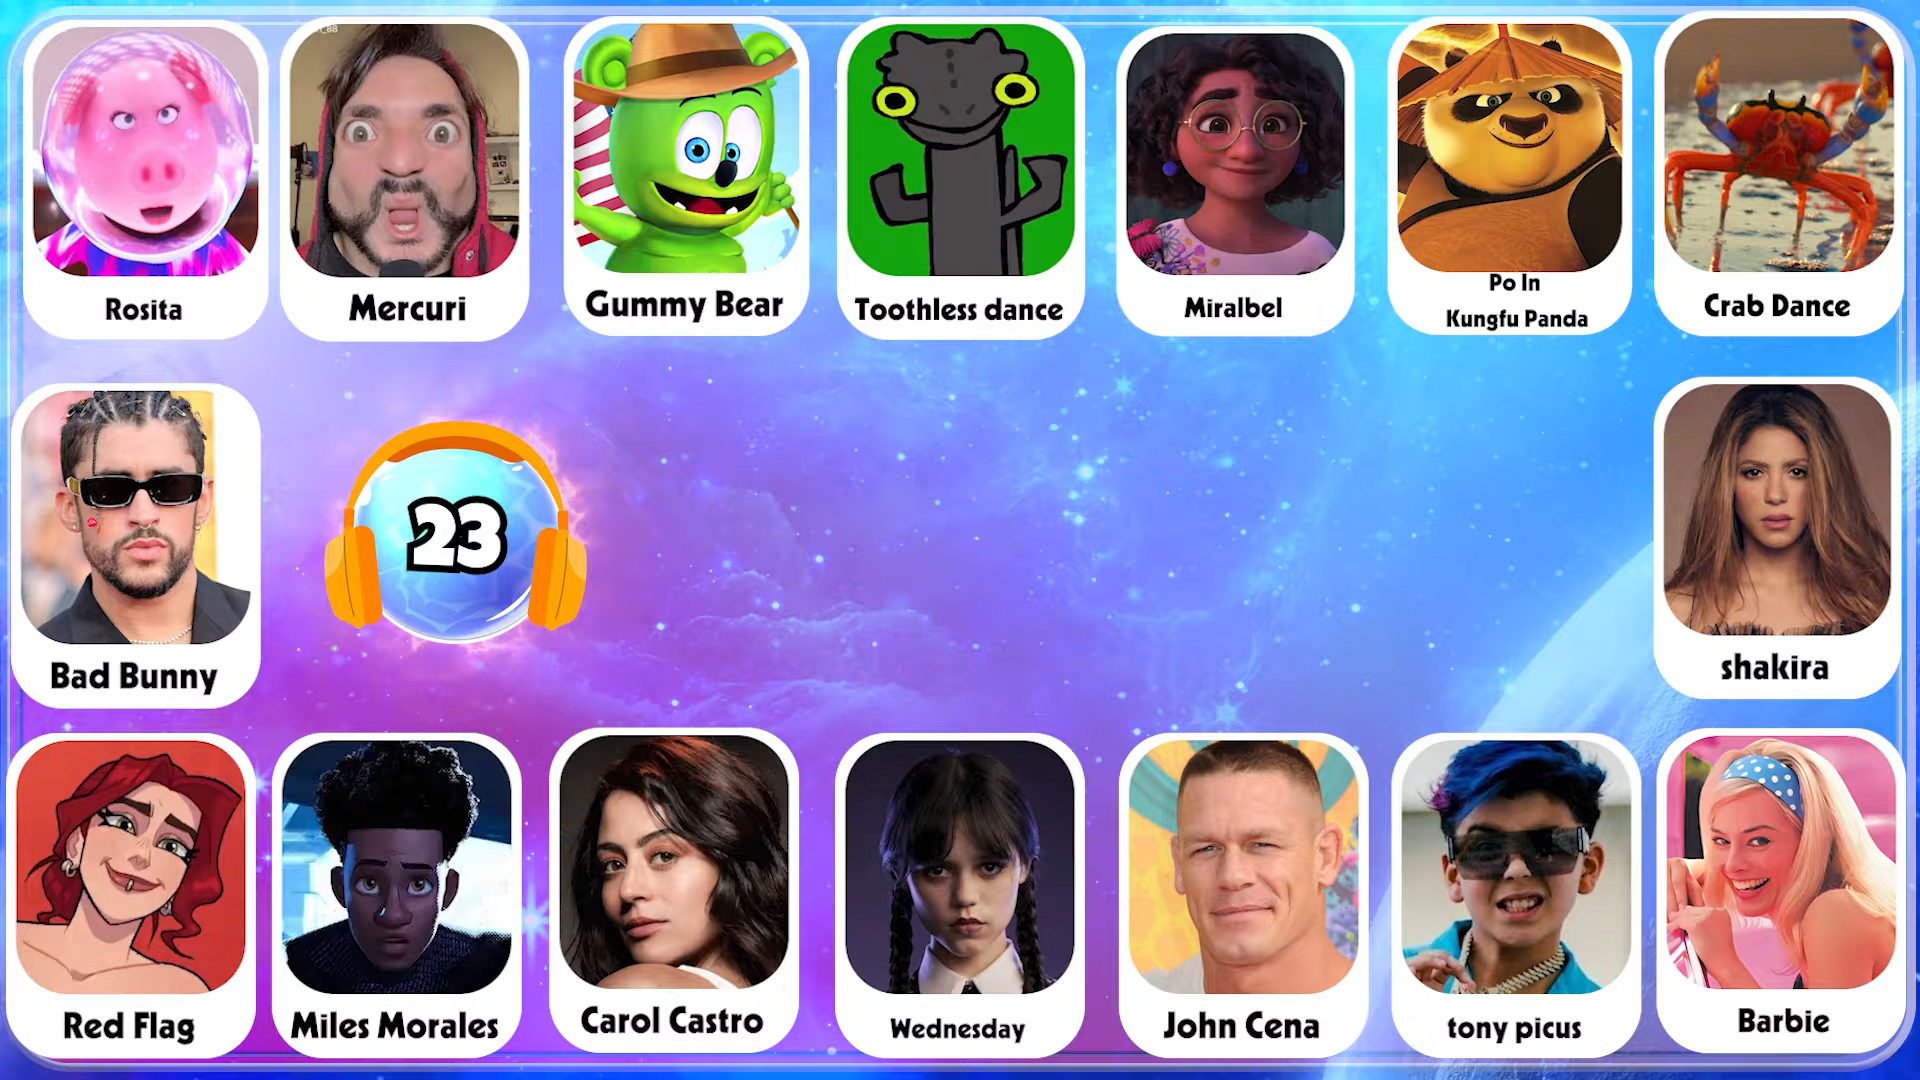 Rosita
Mercuri
Gummy Bear
Toothless dance
Miralbel
Po In
Kungfu Panda
Crab Dance
Bad Bunny
23
shakira
Red Flag
Miles Morales
Carol Castro
Wednesday
John Cena
tony picus
Barbie